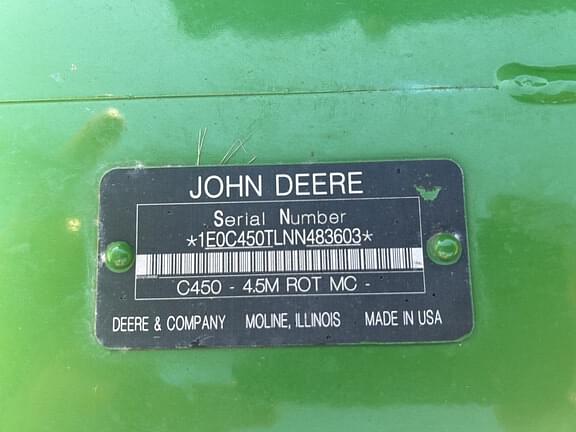 JOHN DEERE
Serial Number
*1E0C450TLNN483603*
C450 - 4.5M ROT MC -
DEERE & COMPANY MOLINE, ILLINOIS MADE IN USA